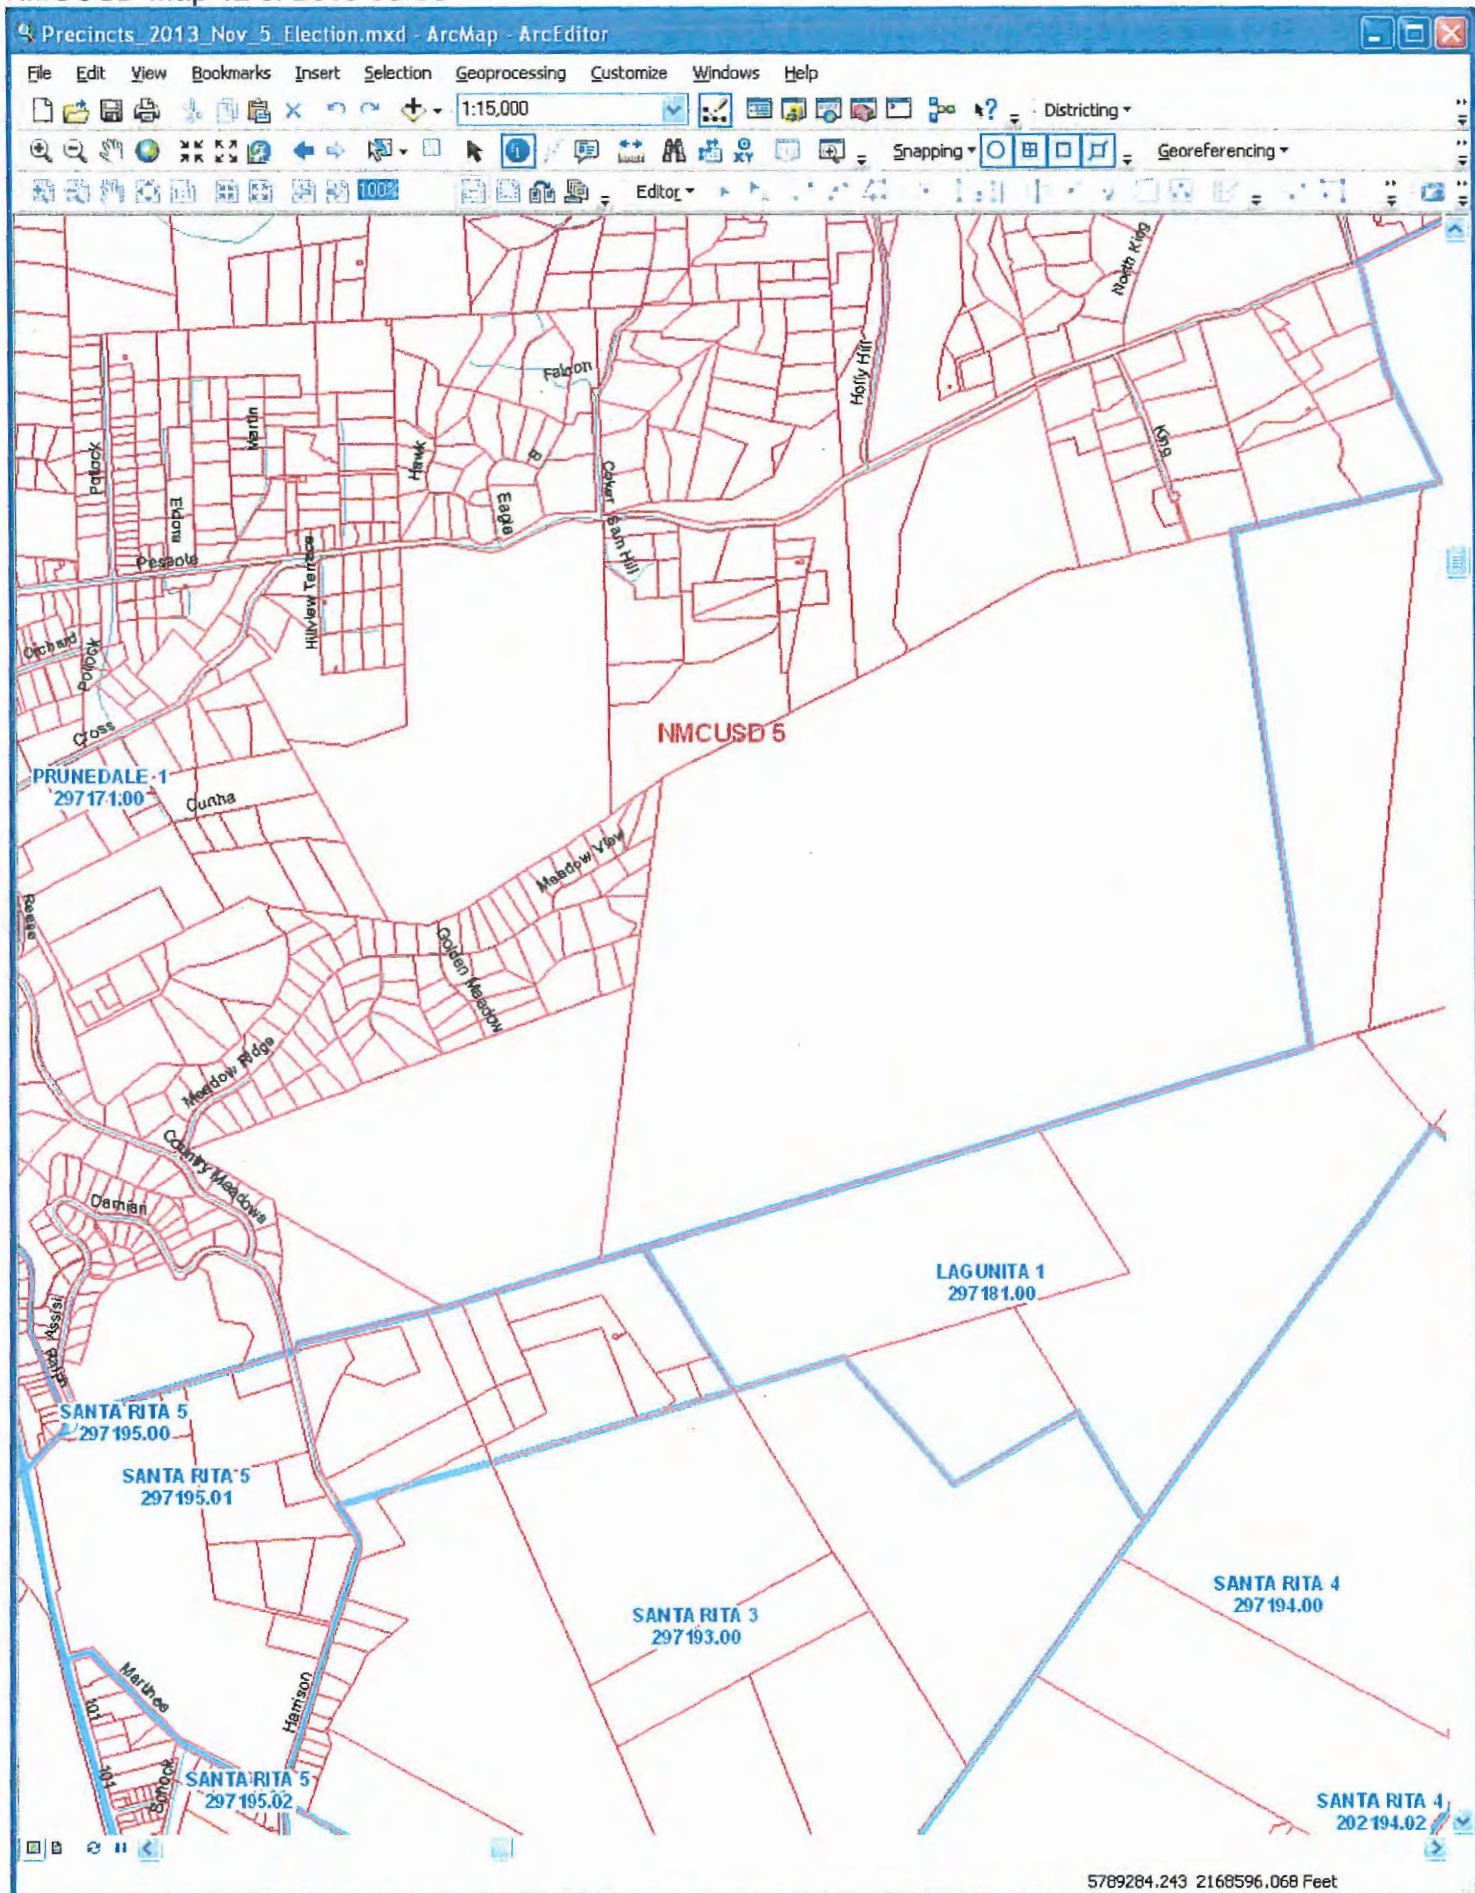 Precincts_2013_Nov_5_Election.mxd - ArcMap - ArcEditor
File Edit View Bookmarks Insert Selection Geoprocessing Customize Windows Help
1:15,000
Districting
Snapping
Georeferencing
100%
Editor
North King
Falcon
Holly Hill
Martin
Hawk
King
Eldora
Eagle
Coker
Sam Hill
Pesante
Hillview Terrace
Orchard
Pollock
NMCUSD 5
Cross
PRUNEDALE 1
297171.00
Cunha
Meadow View
Reese
Golden Meadow
Meadow Ridge
Country Meadows
Damian
LAGUNITA 1
297181.00
Assisi
Ralph
SANTA RITA 5
297195.00
SANTA RITA 5
297195.01
SANTA RITA 4
297194.00
SANTA RITA 3
297193.00
Martines
Harrison
101
101
Schock
SANTA RITA 5
297195.02
SANTA RITA 4
202194.02
5789284.243 2168596.068 Feet